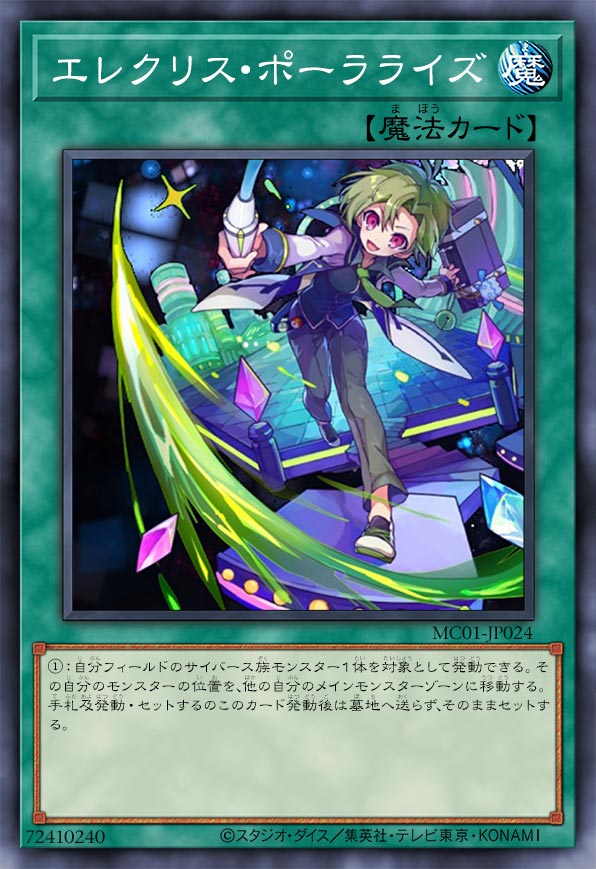 エレクリス・ポーラライズ 魔
ま ほう
【魔法カード】
MC01-JP024
①：自分フィールドのサイバース族モンスター1体を対象として発動できる。そ
の自分のモンスターの位置を、他の自分のメインモンスターゾーンに移動する。
手札及発動・セットするのこのカード発動後は墓地へ送らず、そのままセットす
る。
72410240 ©スタジオ・ダイス／集英社・テレビ東京・KONAMI